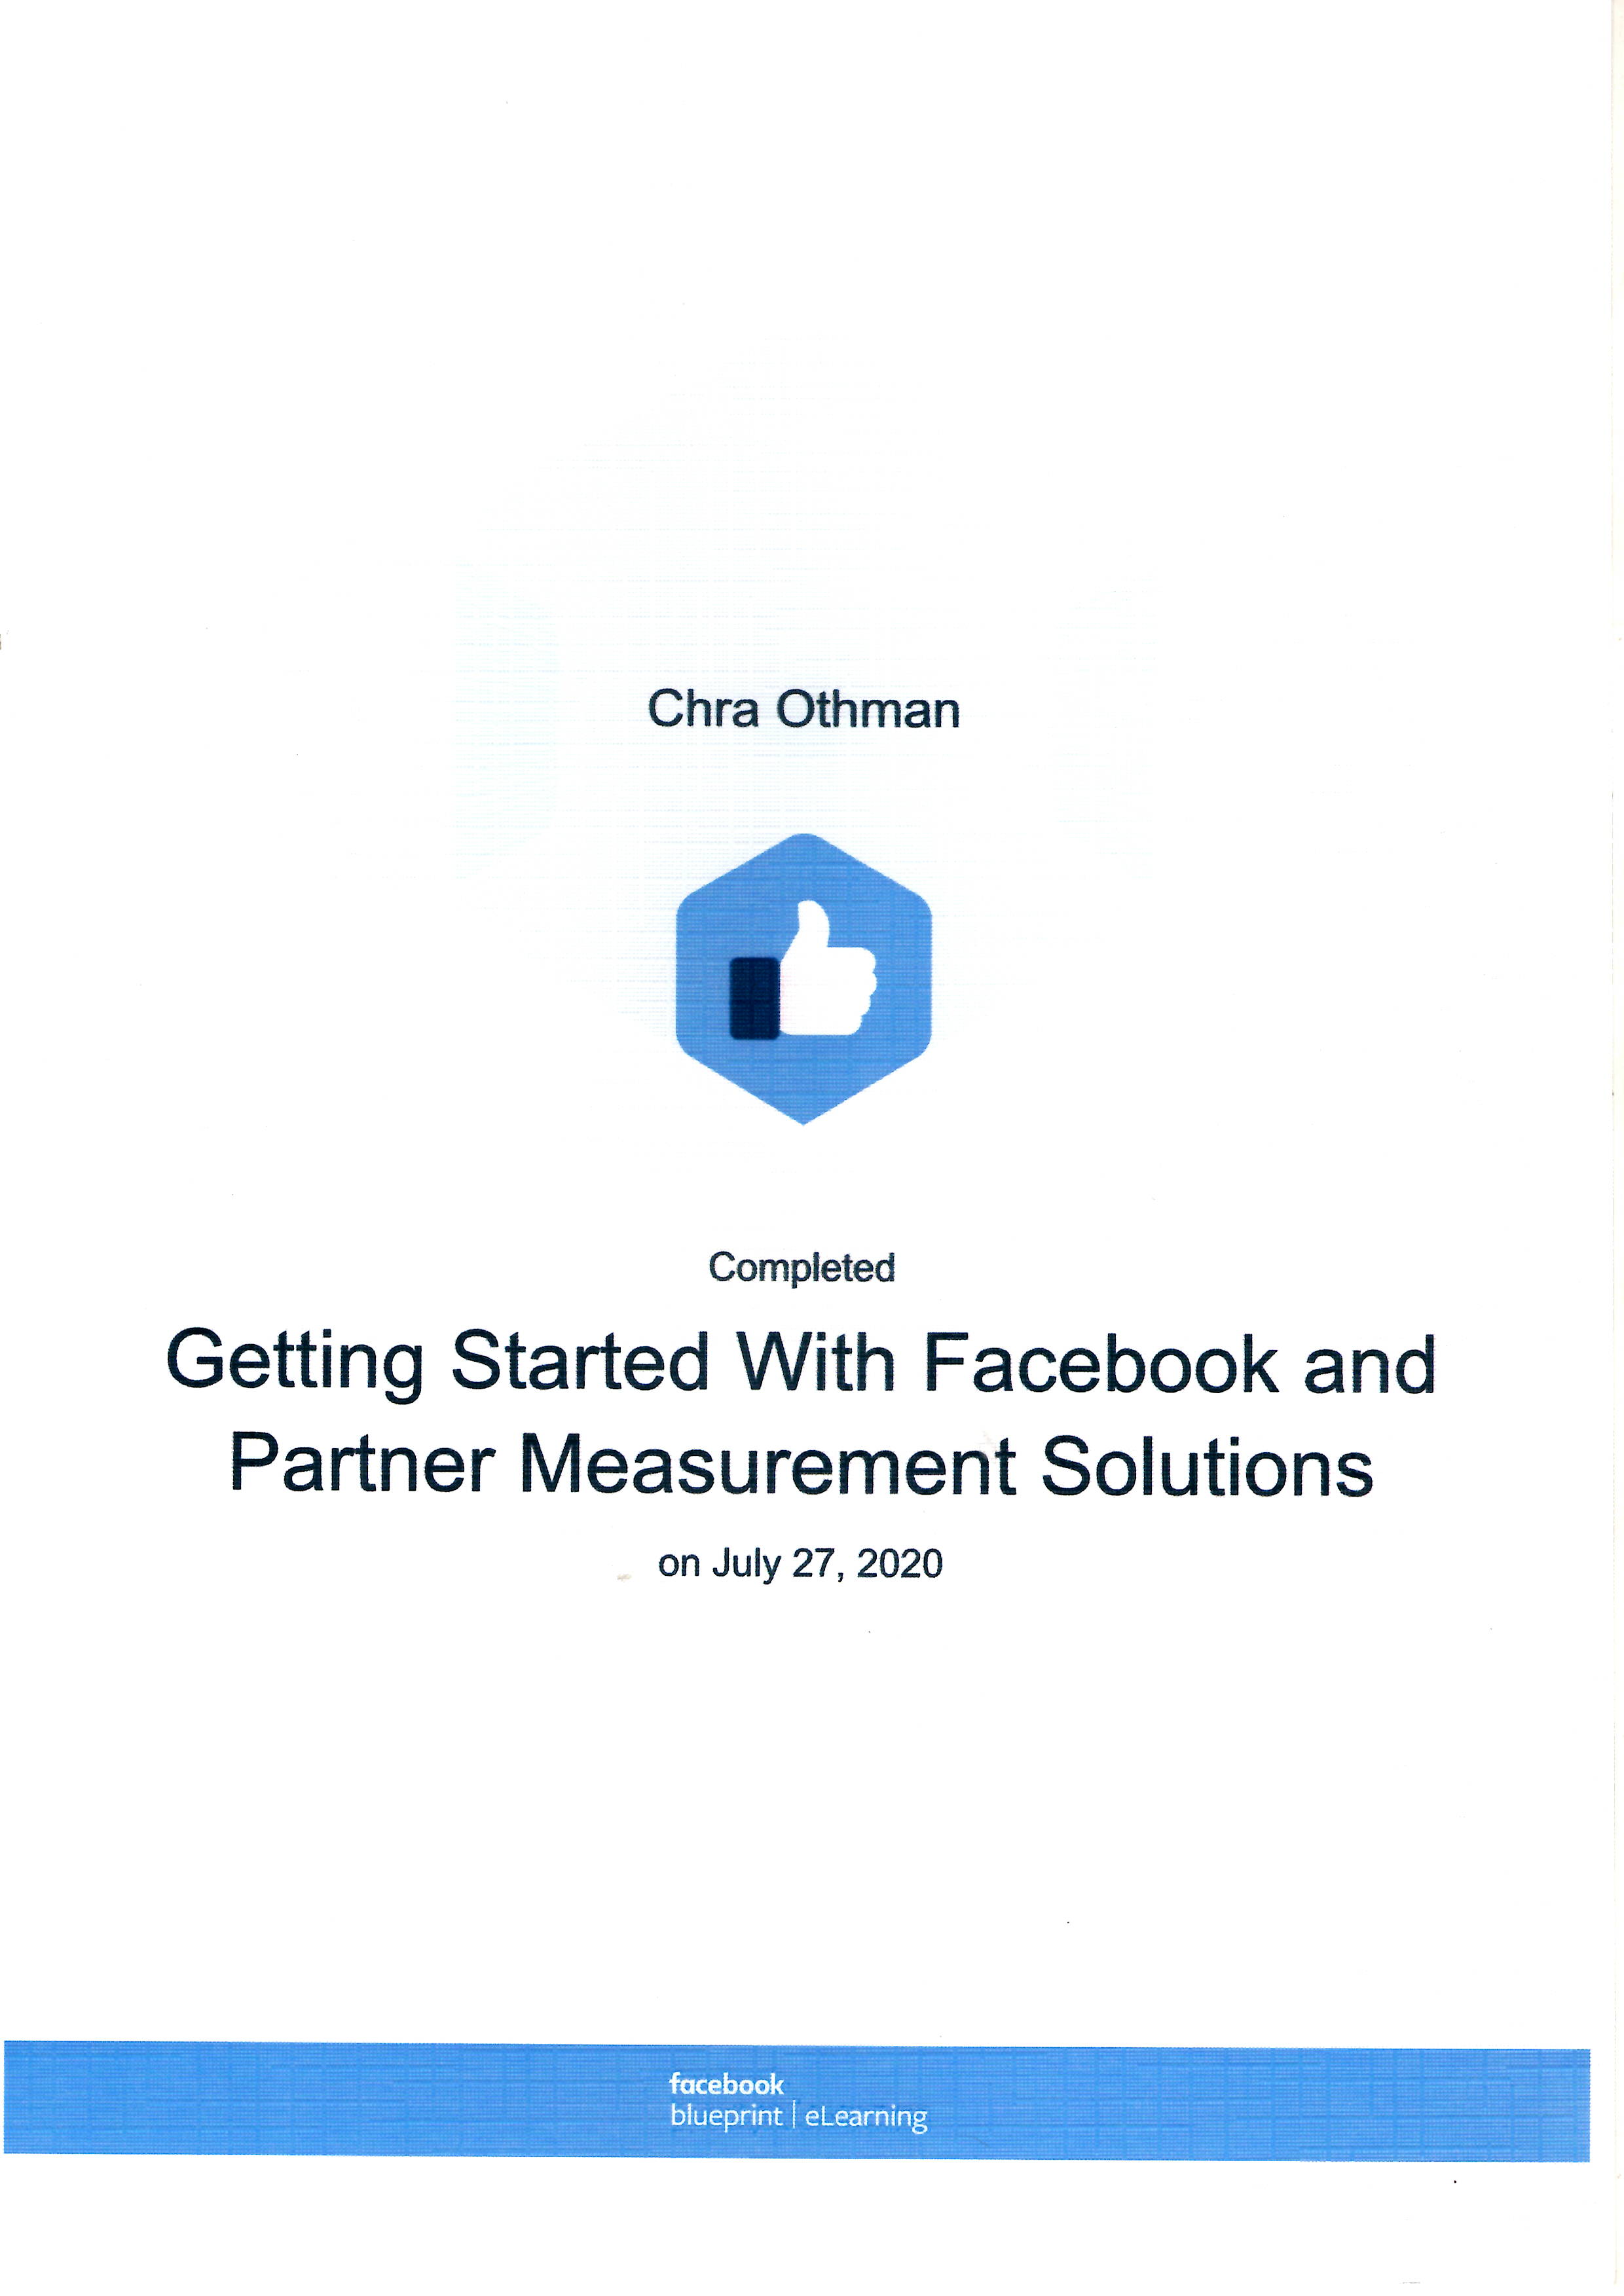 Chra Othman
Completed
Getting Started With Facebook and
Partner Measurement Solutions
on July 27, 2020
facebook
blueprint | eLearning